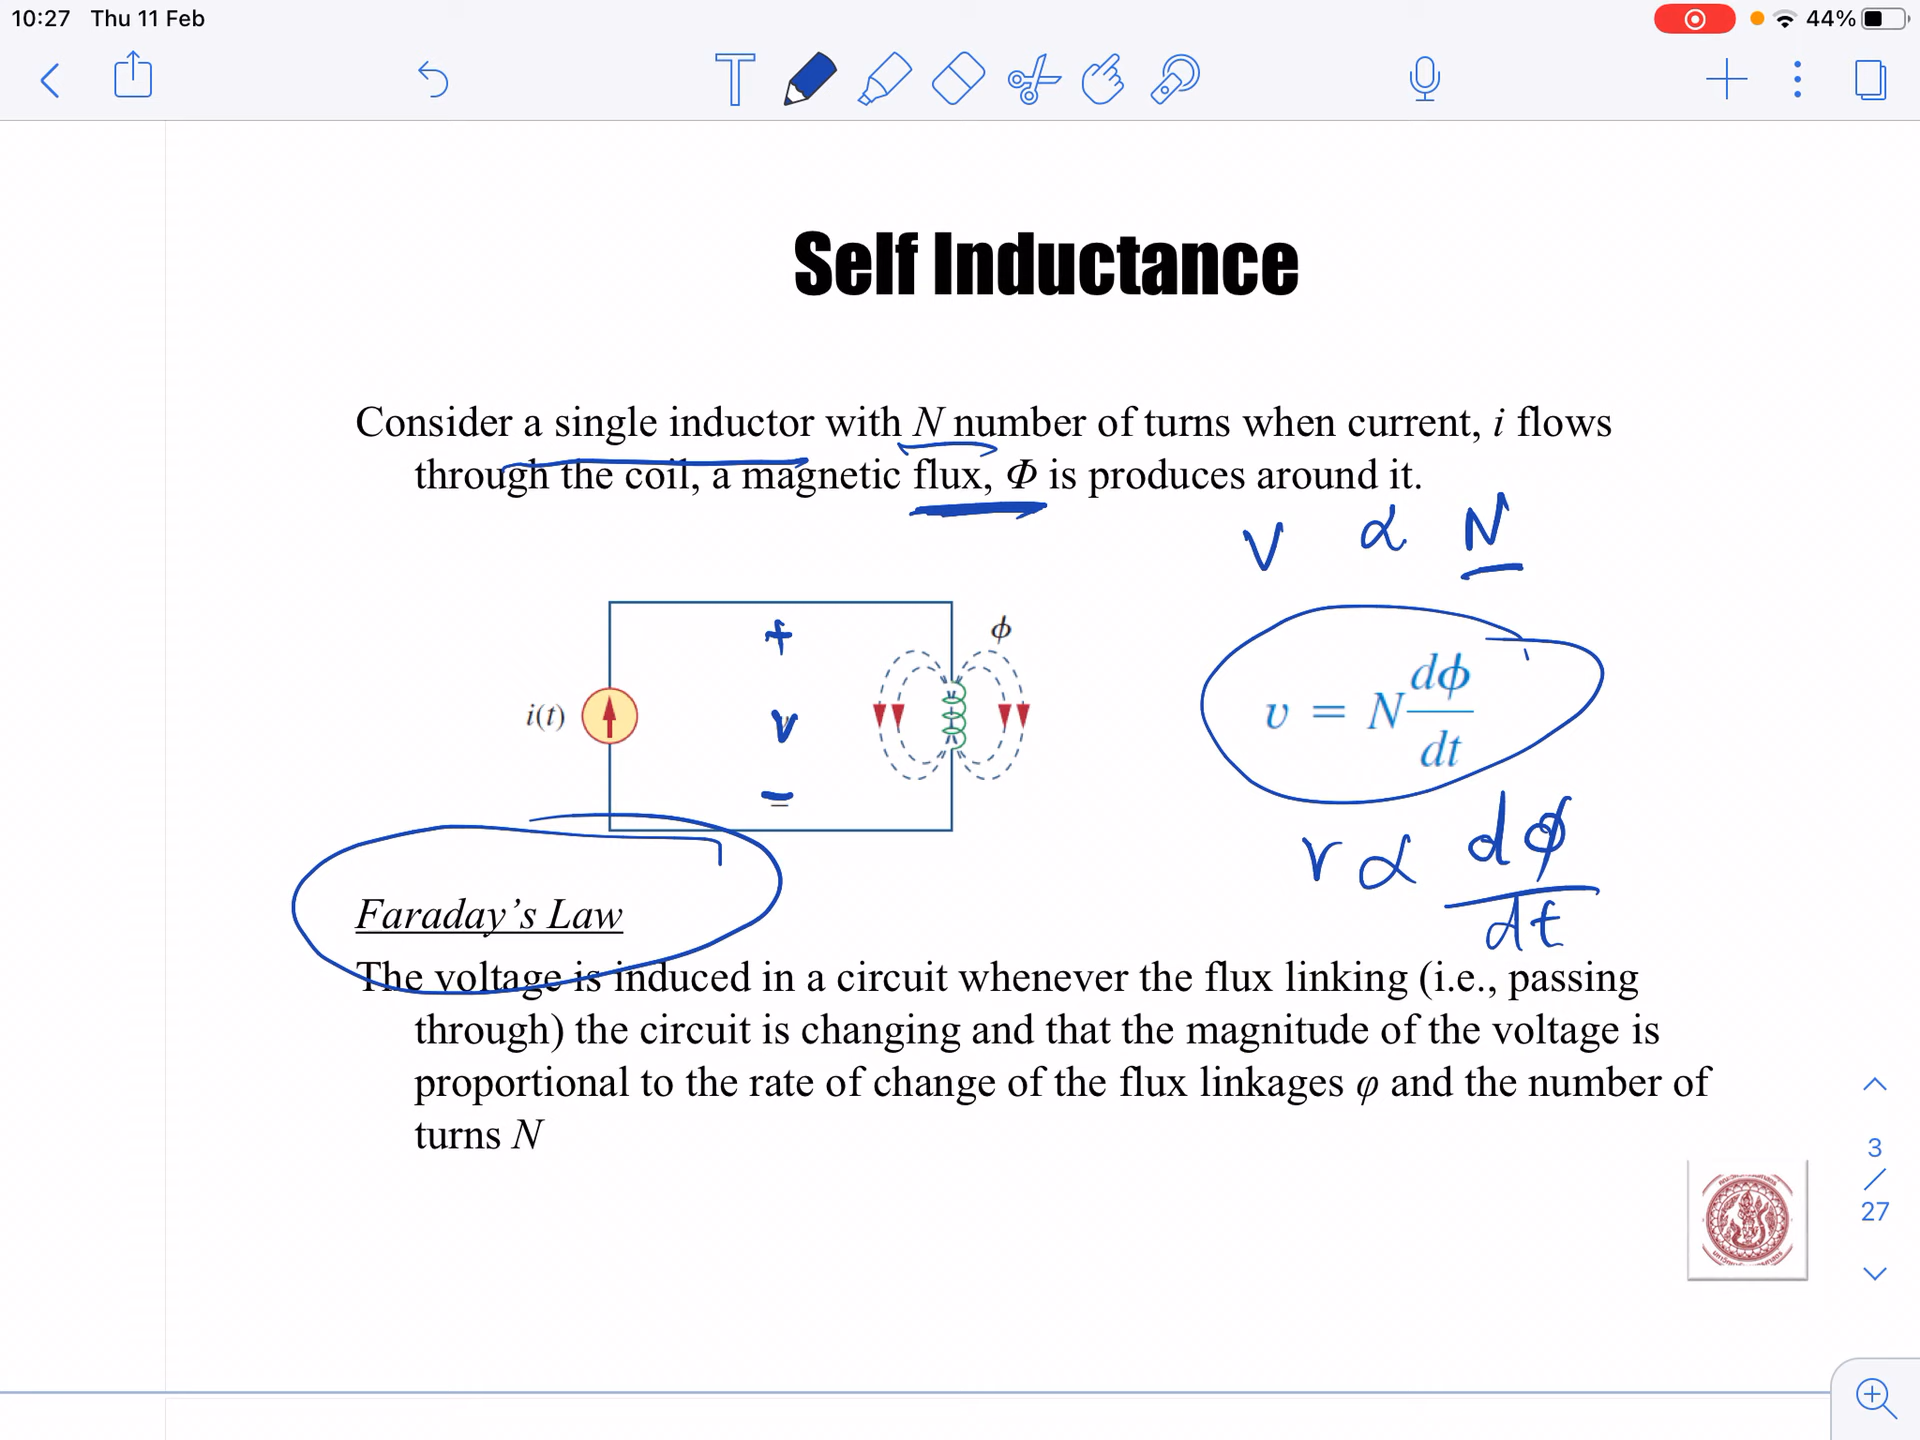 10:27 Thu 11 Feb
44%
Self Inductance
Consider a single inductor with N number of turns when current, i flows
through the coil, a magnetic flux, Φ is produces around it.
V ∝ N
+
ϕ
i(t)
v
v = N dϕ/dt
–
v ∝ dϕ/dt
Faraday's Law
The voltage is induced in a circuit whenever the flux linking (i.e., passing
through) the circuit is changing and that the magnitude of the voltage is
proportional to the rate of change of the flux linkages φ and the number of
turns N
3
/
27